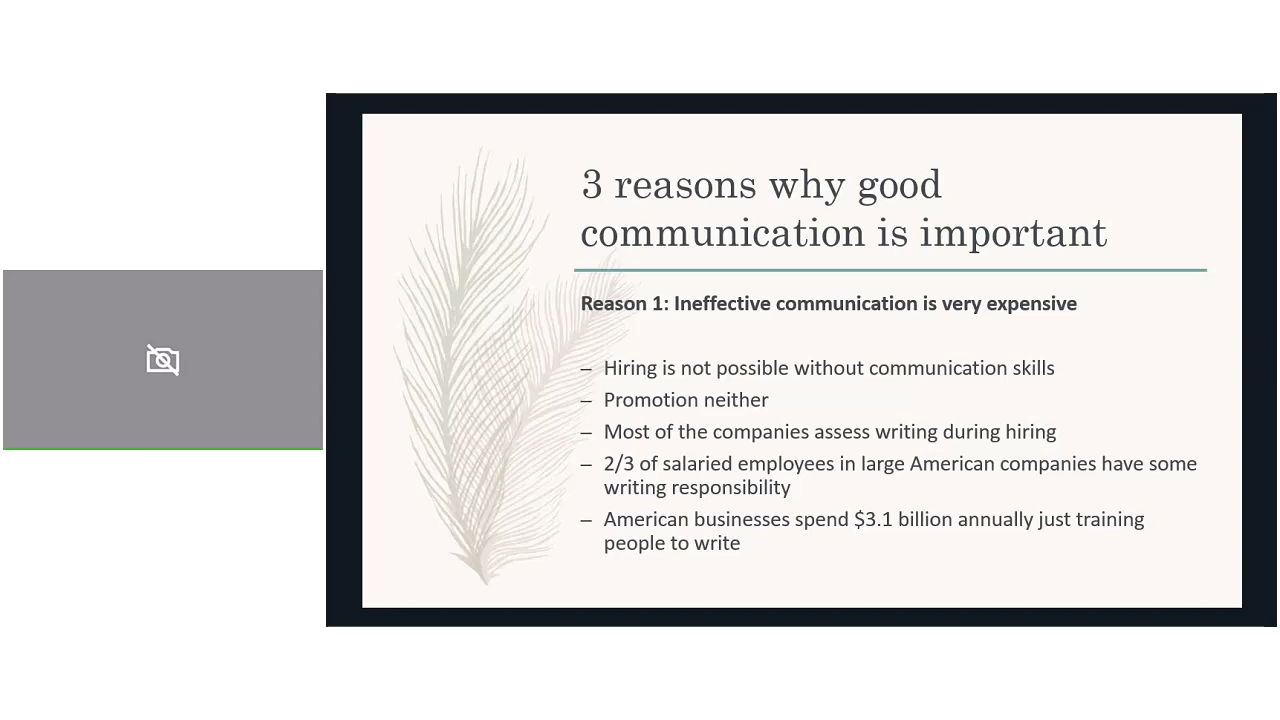 3 reasons why good
communication is important
Reason 1: Ineffective communication is very expensive
– Hiring is not possible without communication skills
– Promotion neither
– Most of the companies assess writing during hiring
– 2/3 of salaried employees in large American companies have some
writing responsibility
– American businesses spend $3.1 billion annually just training
people to write